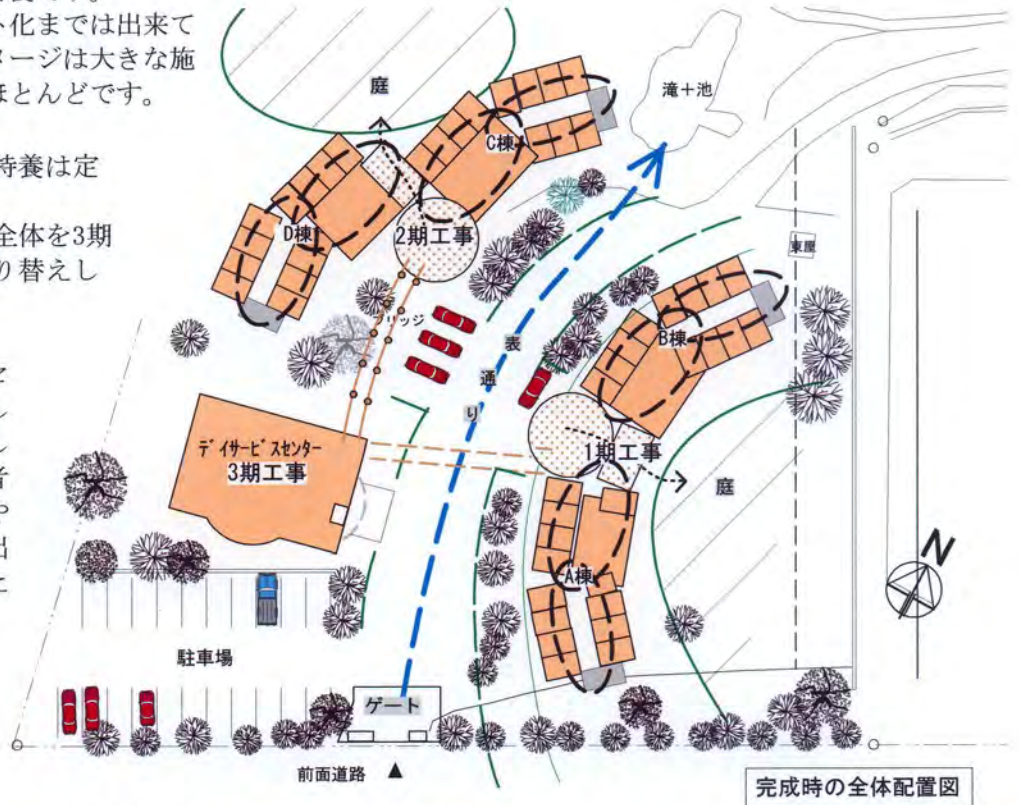 ト化までは出来て
メージは大きな施
ほとんどです。
特養は定
全体を3期
り替えし
庭
滝+池
C棟
D棟
2期工事
東屋
ブリッジ
B棟
表
通
り
デイサービスセンター
3期工事
1期工事
庭
A棟
N
駐車場
ゲート
前面道路 ▲
完成時の全体配置図